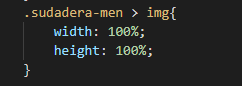 .sudadera-men > img{
    width: 100%;
    height: 100%;
}